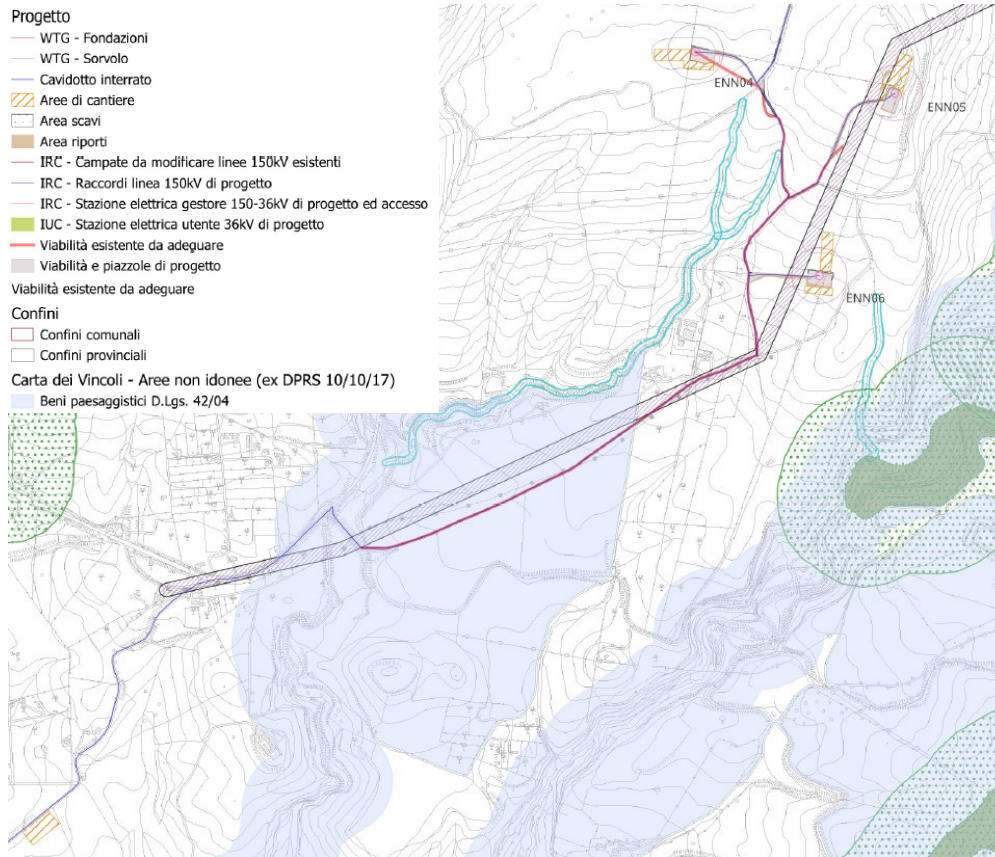 Progetto
WTG - Fondazioni
WTG - Sorvolo
Cavidotto interrato
Aree di cantiere
Area scavi
Area riporti
IRC - Campate da modificare linee 150kV esistenti
IRC - Raccordi linea 150kV di progetto
IRC - Stazione elettrica gestore 150-36kV di progetto ed accesso
IUC - Stazione elettrica utente 36kV di progetto
Viabilità esistente da adeguare
Viabilità e piazzole di progetto
Viabilità esistente da adeguare
Confini
Confini comunali
Confini provinciali
Carta dei Vincoli - Aree non idonee (ex DPRS 10/10/17)
Beni paesaggistici D.Lgs. 42/04
ENN04
ENN05
ENN06